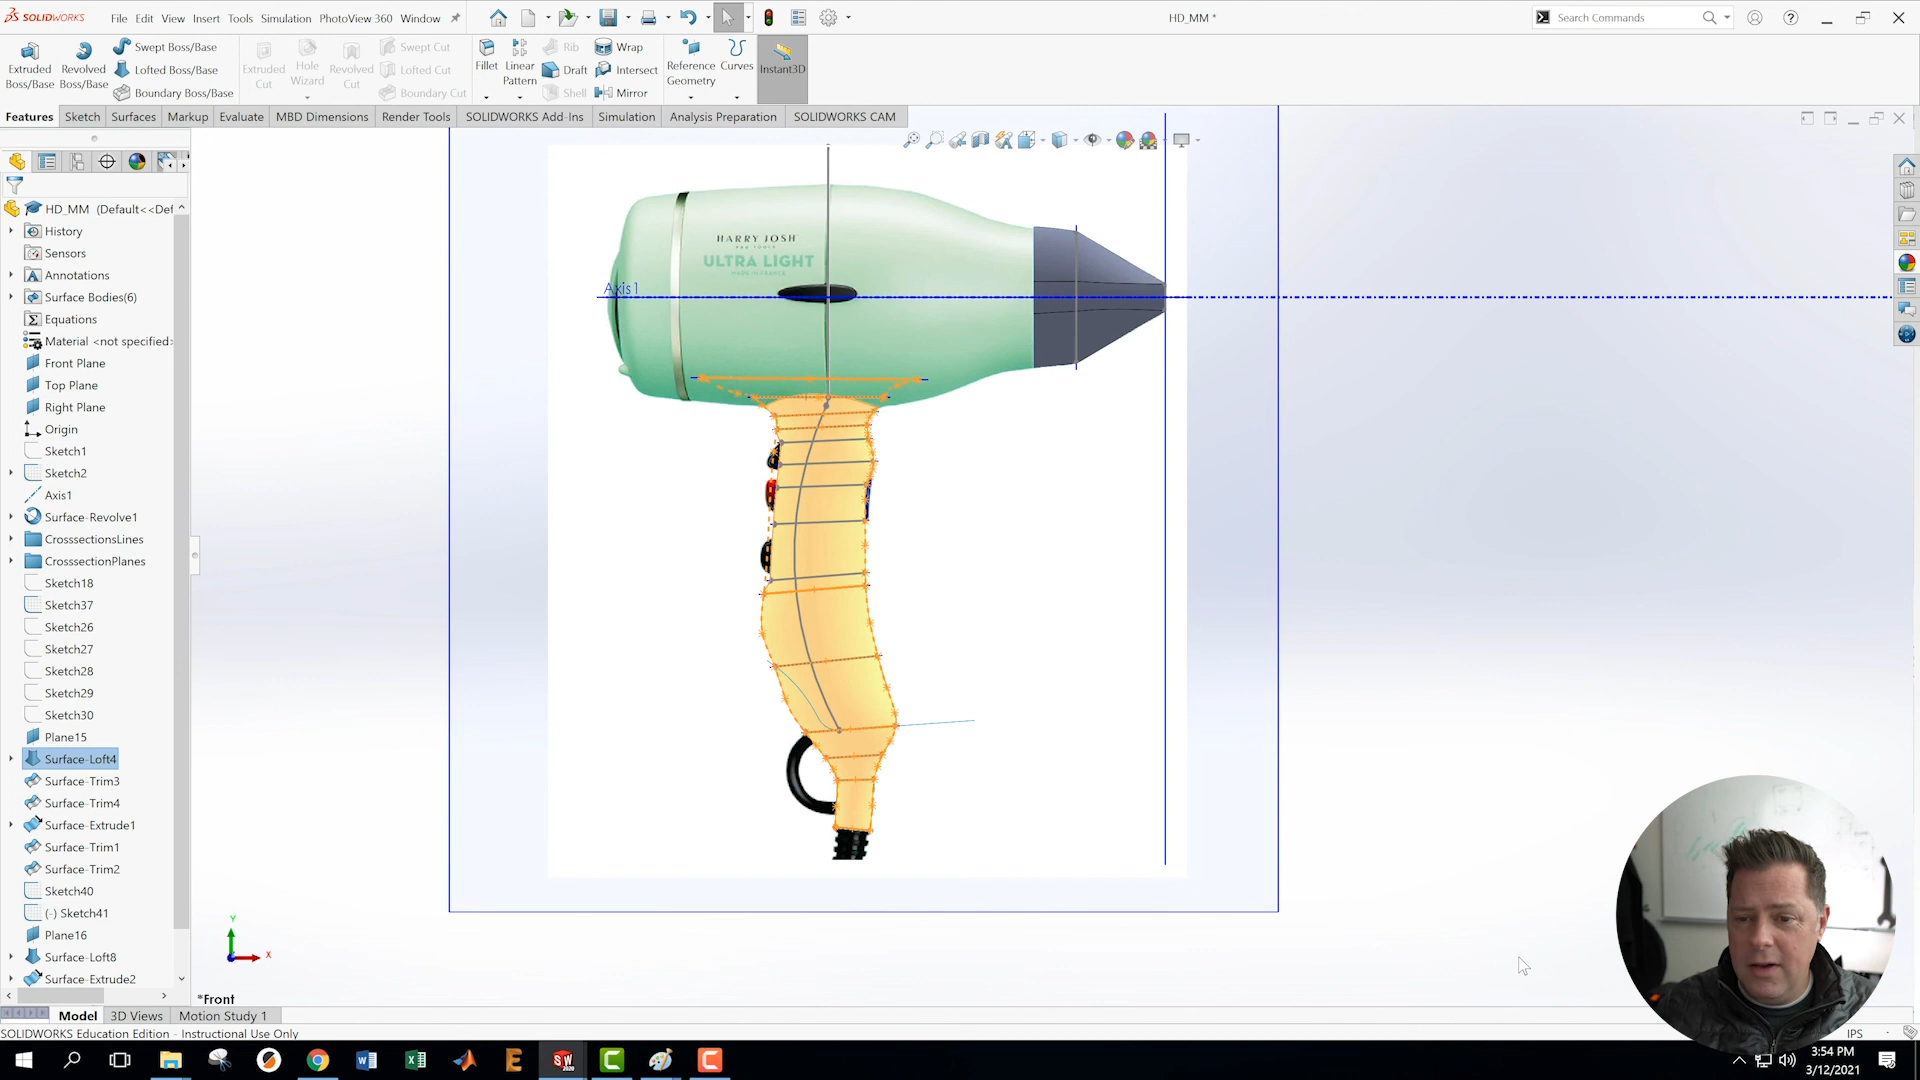 SOLIDWORKS
File Edit View Insert Tools Simulation PhotoView 360 Window
HD_MM *
Search Commands
Extruded Boss/Base
Revolved Boss/Base
Swept Boss/Base
Lofted Boss/Base
Boundary Boss/Base
Extruded Cut
Hole Wizard
Revolved Cut
Swept Cut
Lofted Cut
Boundary Cut
Fillet
Linear Pattern
Rib
Draft
Shell
Wrap
Intersect
Mirror
Reference Geometry
Curves
Instant3D
Features Sketch Surfaces Markup Evaluate MBD Dimensions Render Tools SOLIDWORKS Add-Ins Simulation Analysis Preparation SOLIDWORKS CAM
HD_MM (Default<<Def
History
Sensors
Annotations
Surface Bodies(6)
Equations
Material <not specified>
Front Plane
Top Plane
Right Plane
Origin
Sketch1
Sketch2
Axis1
Surface-Revolve1
CrosssectionsLines
CrosssectionPlanes
Sketch18
Sketch37
Sketch26
Sketch27
Sketch28
Sketch29
Sketch30
Plane15
Surface-Loft4
Surface-Trim3
Surface-Trim4
Surface-Extrude1
Surface-Trim1
Surface-Trim2
Sketch40
(-) Sketch41
Plane16
Surface-Loft8
Surface-Extrude2
Axis1
HARRY JOSH
PRO TOOLS
ULTRA LIGHT
MADE IN FRANCE
Y
X
*Front
Model 3D Views Motion Study 1
SOLIDWORKS Education Edition - Instructional Use Only
IPS
3:54 PM
3/12/2021